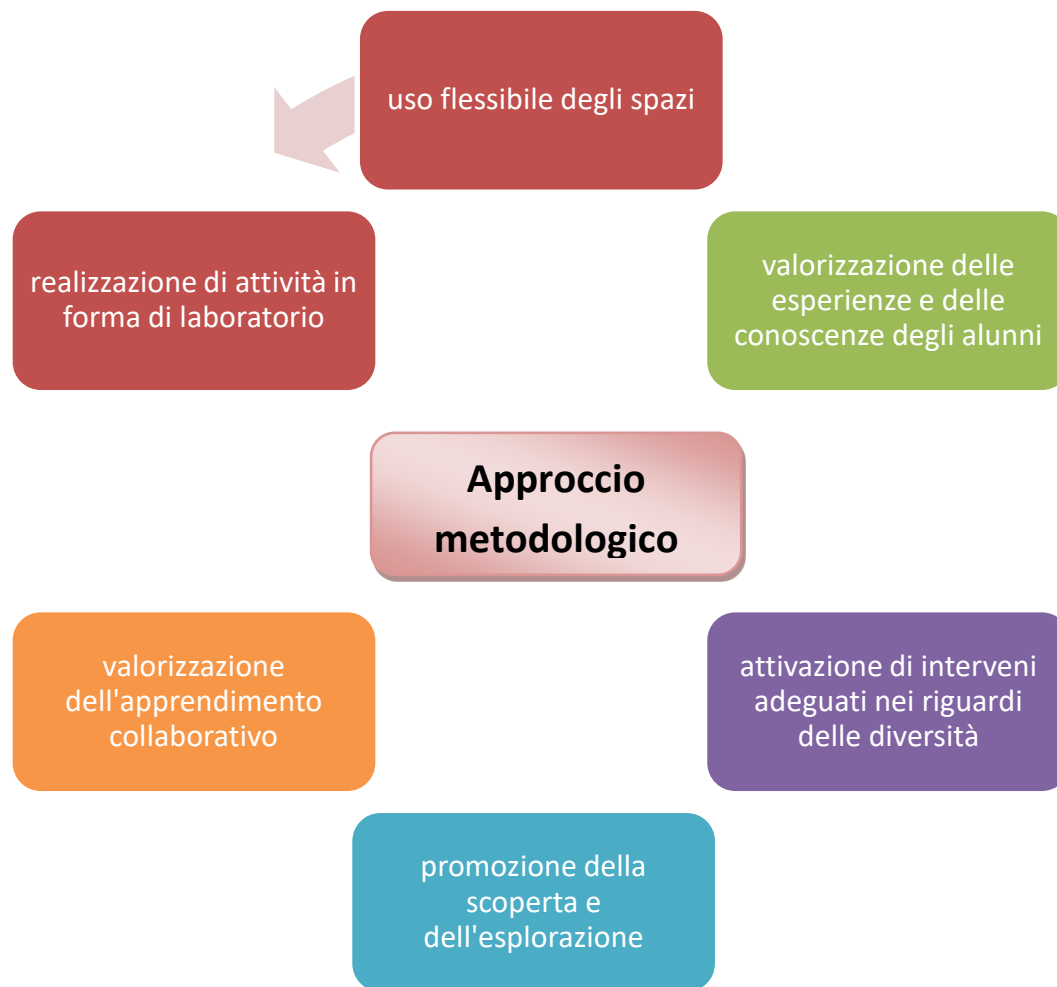 uso flessibile degli spazi
realizzazione di attività in
forma di laboratorio
valorizzazione delle
esperienze e delle
conoscenze degli alunni
Approccio
metodologico
valorizzazione
dell'apprendimento
collaborativo
attivazione di interveni
adeguati nei riguardi
delle diversità
promozione della
scoperta e
dell'esplorazione